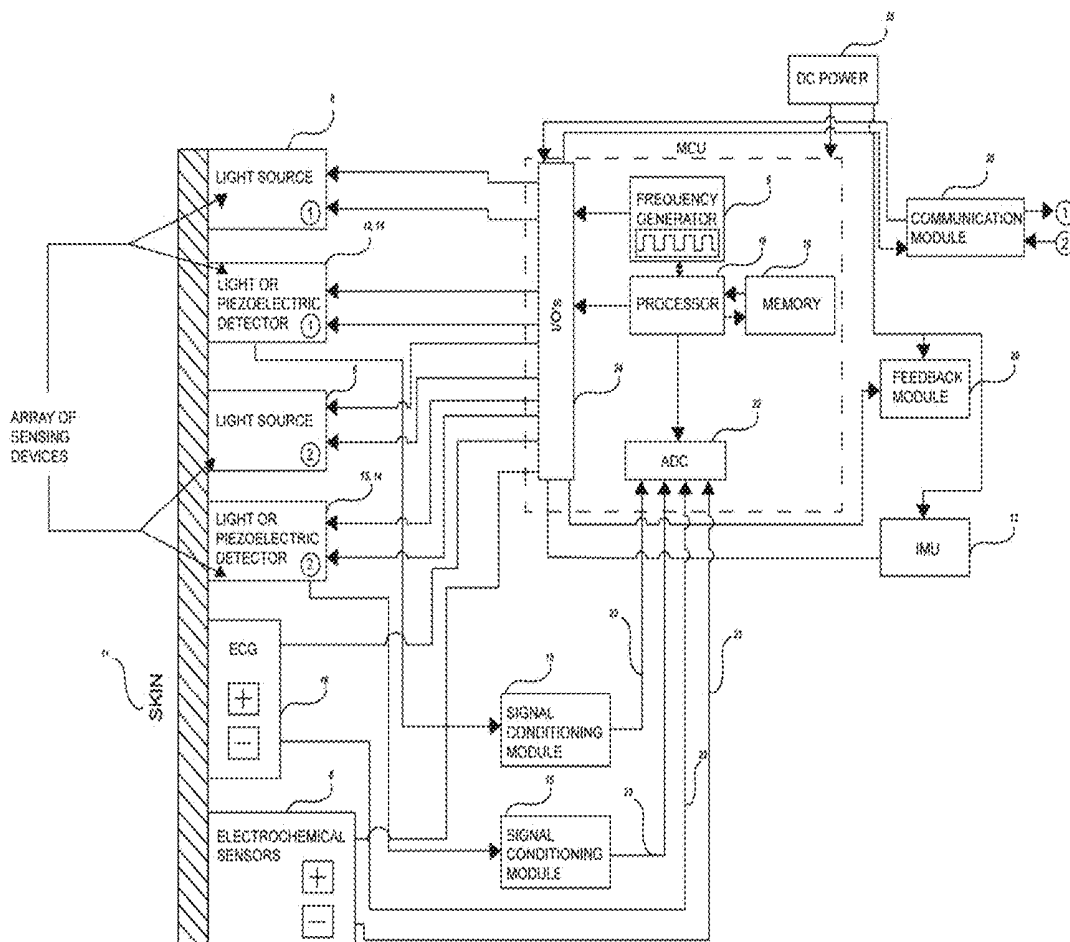 DC POWER
MCU
LIGHT SOURCE
1
FREQUENCY
GENERATOR
COMMUNICATION
MODULE
1
2
LIGHT OR
PIEZOELECTRIC
DETECTOR
1
I/O's
PROCESSOR
MEMORY
ARRAY OF
SENSING
DEVICES
LIGHT SOURCE
2
FEEDBACK
MODULE
ADC
LIGHT OR
PIEZOELECTRIC
DETECTOR
2
IMU
ECG
+
-
SKIN
SIGNAL
CONDITIONING
MODULE
SIGNAL
CONDITIONING
MODULE
ELECTROCHEMICAL
SENSORS
+
-